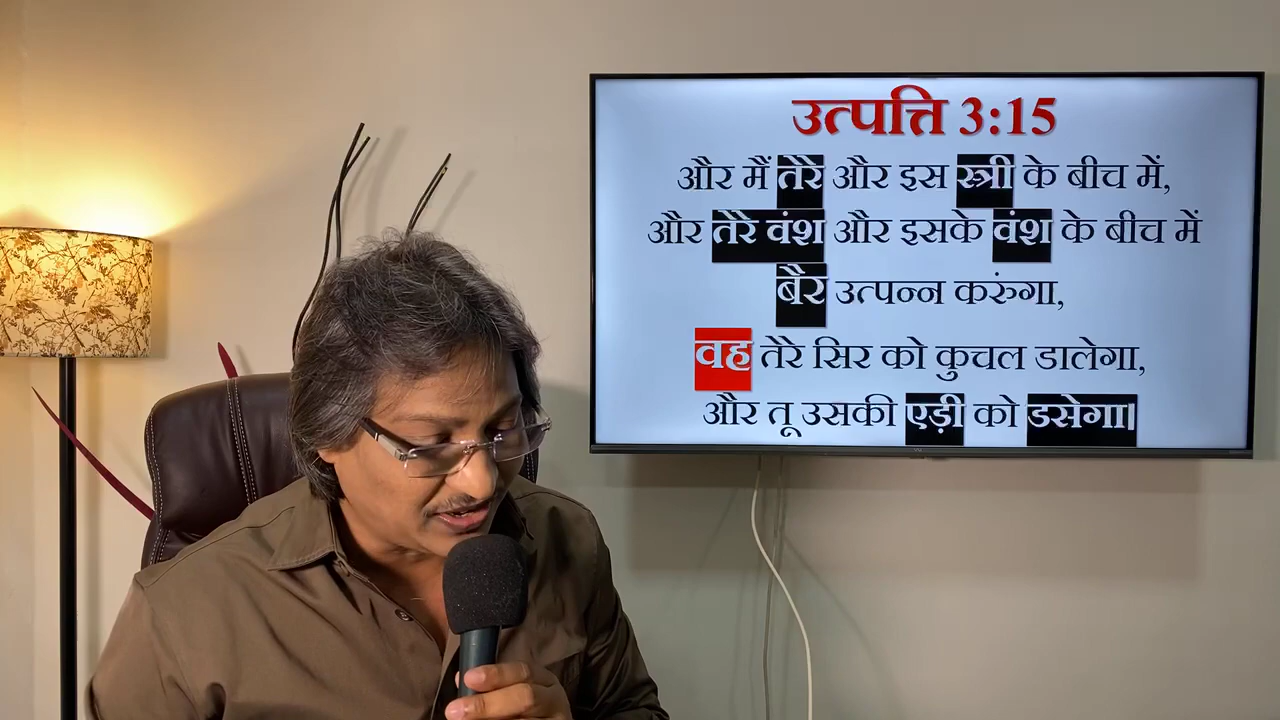 उत्पत्ति 3:15
और मैं तेरे और इस स्त्री के बीच में,
और तेरे वंश और इसके वंश के बीच में
बैर उत्पन्न करुंगा,
वह तेरे सिर को कुचल डालेगा,
और तू उसकी एड़ी को डसेगा।